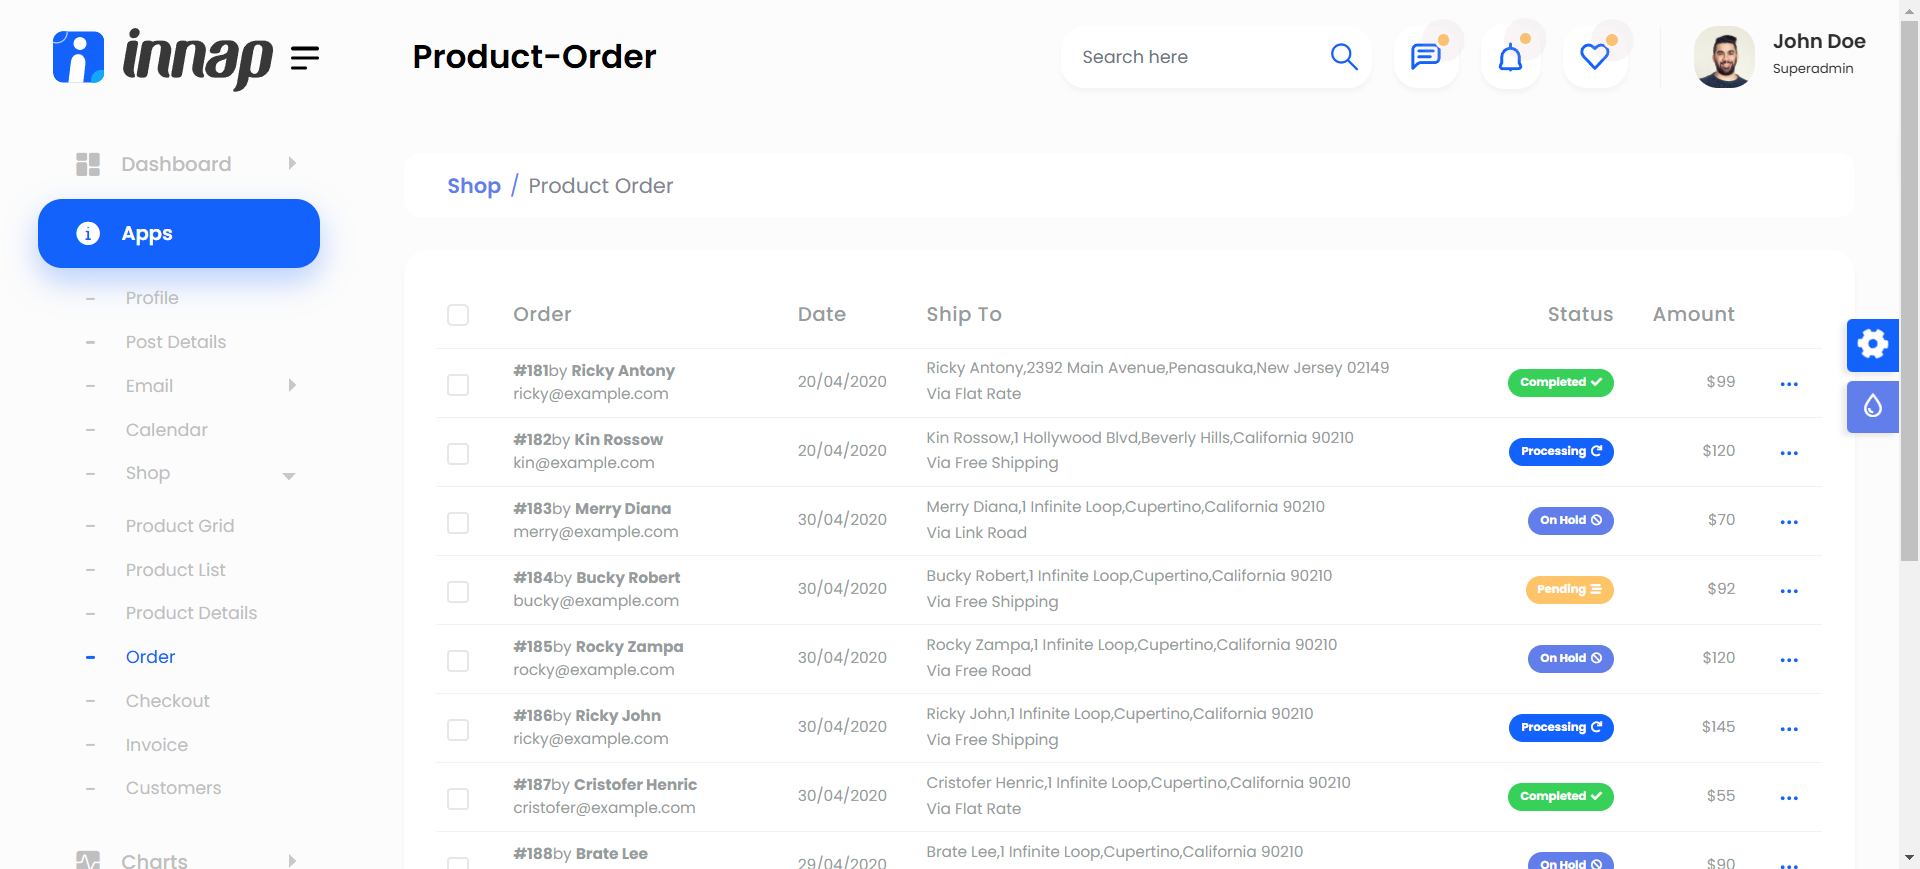 innap
Product-Order
Search here
John Doe
Superadmin
Dashboard
Apps
Profile
Post Details
Email
Calendar
Shop
Product Grid
Product List
Product Details
Order
Checkout
Invoice
Customers
Charts
Shop / Product Order
Order Date Ship To Status Amount
#181by Ricky Antony
ricky@example.com
20/04/2020
Ricky Antony,2392 Main Avenue,Penasauka,New Jersey 02149
Via Flat Rate
Completed
$99
#182by Kin Rossow
kin@example.com
20/04/2020
Kin Rossow,1 Hollywood Blvd,Beverly Hills,California 90210
Via Free Shipping
Processing
$120
#183by Merry Diana
merry@example.com
30/04/2020
Merry Diana,1 Infinite Loop,Cupertino,California 90210
Via Link Road
On Hold
$70
#184by Bucky Robert
bucky@example.com
30/04/2020
Bucky Robert,1 Infinite Loop,Cupertino,California 90210
Via Free Shipping
Pending
$92
#185by Rocky Zampa
rocky@example.com
30/04/2020
Rocky Zampa,1 Infinite Loop,Cupertino,California 90210
Via Free Road
On Hold
$120
#186by Ricky John
ricky@example.com
30/04/2020
Ricky John,1 Infinite Loop,Cupertino,California 90210
Via Free Shipping
Processing
$145
#187by Cristofer Henric
cristofer@example.com
30/04/2020
Cristofer Henric,1 Infinite Loop,Cupertino,California 90210
Via Flat Rate
Completed
$55
#188by Brate Lee
29/04/2020
Brate Lee,1 Infinite Loop,Cupertino,California 90210
On Hold
$90